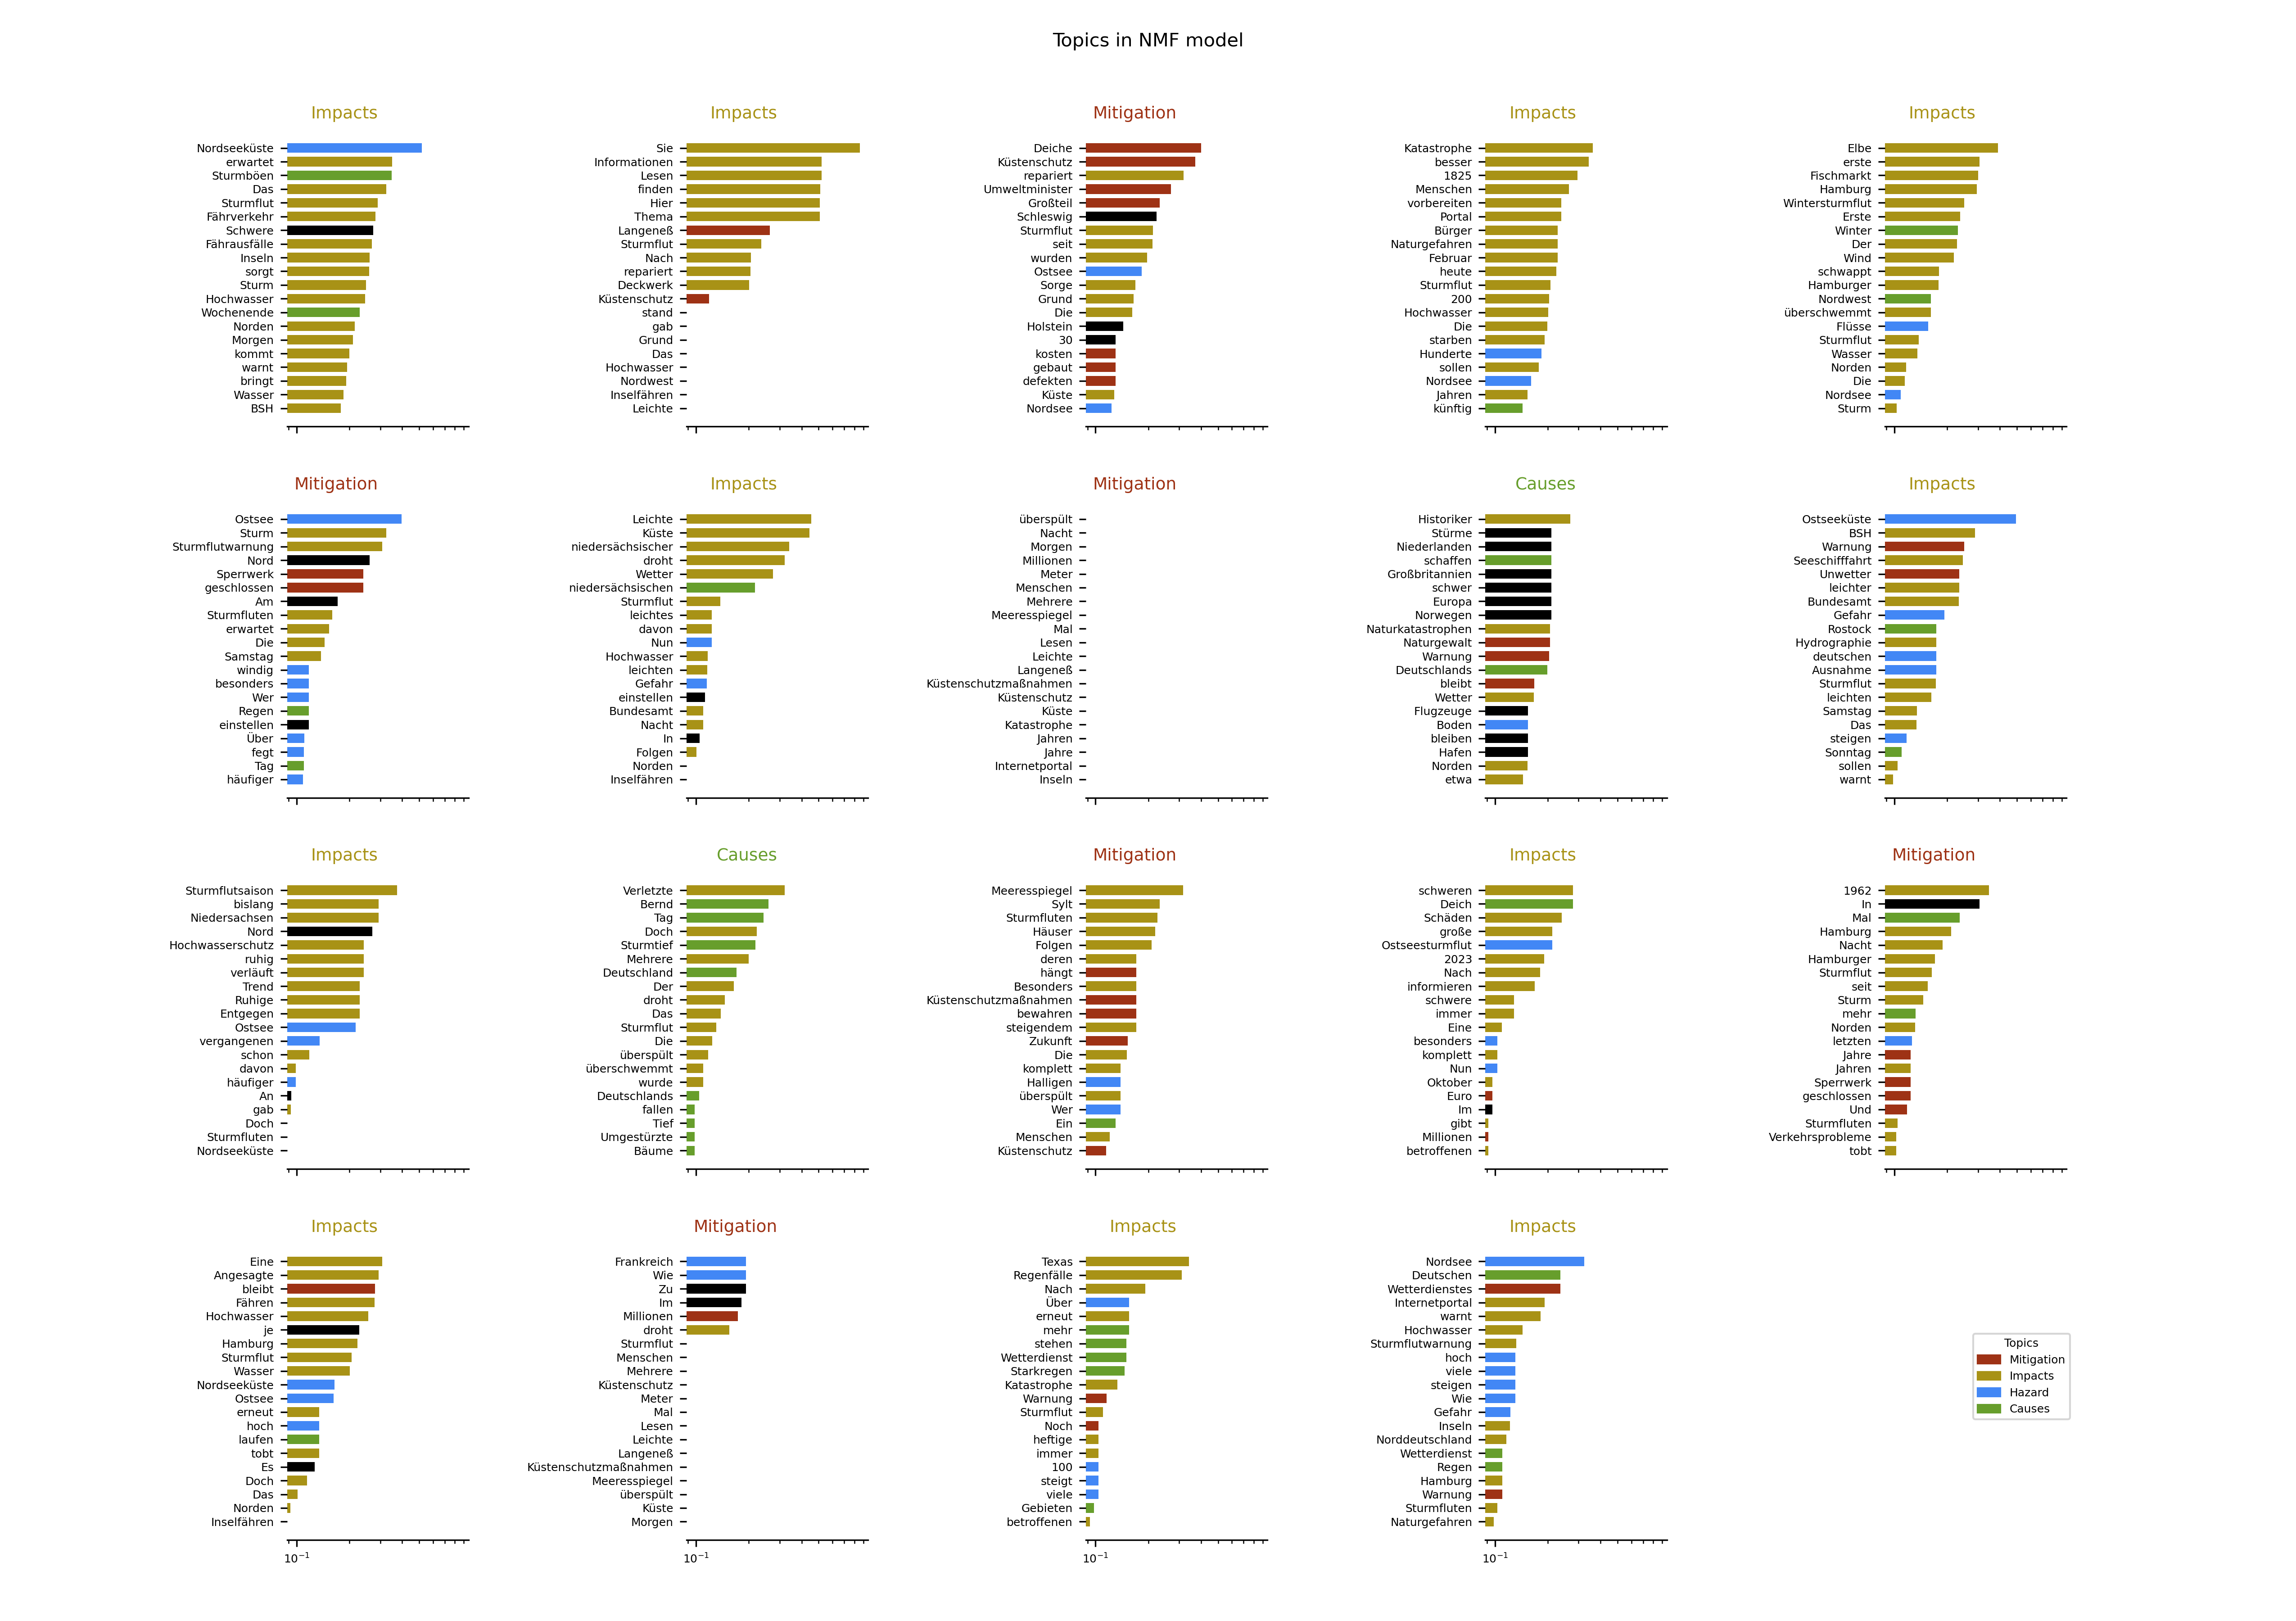 Topics in NMF model
Impacts
Nordseeküste
erwartet
Sturmböen
Das
Sturmflut
Fährverkehr
Schwere
Fährausfälle
Inseln
sorgt
Sturm
Hochwasser
Wochenende
Norden
Morgen
kommt
warnt
bringt
Wasser
BSH
Impacts
Sie
Informationen
Lesen
finden
Hier
Thema
Langeneß
Sturmflut
Nach
repariert
Deckwerk
Küstenschutz
stand
gab
Grund
Das
Hochwasser
Nordwest
Inselfähren
Leichte
Mitigation
Deiche
Küstenschutz
repariert
Umweltminister
Großteil
Schleswig
Sturmflut
seit
wurden
Ostsee
Sorge
Grund
Die
Holstein
30
kosten
gebaut
defekten
Küste
Nordsee
Impacts
Katastrophe
besser
1825
Menschen
vorbereiten
Portal
Bürger
Naturgefahren
Februar
heute
Sturmflut
200
Hochwasser
Die
starben
Hunderte
sollen
Nordsee
Jahren
künftig
Impacts
Elbe
erste
Fischmarkt
Hamburg
Wintersturmflut
Erste
Winter
Der
Wind
schwappt
Hamburger
Nordwest
überschwemmt
Flüsse
Sturmflut
Wasser
Norden
Die
Nordsee
Sturm
Mitigation
Ostsee
Sturm
Sturmflutwarnung
Nord
Sperrwerk
geschlossen
Am
Sturmfluten
erwartet
Die
Samstag
windig
besonders
Wer
Regen
einstellen
Über
fegt
Tag
häufiger
Impacts
Leichte
Küste
niedersächsischer
droht
Wetter
niedersächsischen
Sturmflut
leichtes
davon
Nun
Hochwasser
leichten
Gefahr
einstellen
Bundesamt
Nacht
In
Folgen
Norden
Inselfähren
Mitigation
überspült
Nacht
Morgen
Millionen
Meter
Menschen
Mehrere
Meeresspiegel
Mal
Lesen
Leichte
Langeneß
Küstenschutzmaßnahmen
Küstenschutz
Küste
Katastrophe
Jahren
Jahre
Internetportal
Inseln
Causes
Historiker
Stürme
Niederlanden
schaffen
Großbritannien
schwer
Europa
Norwegen
Naturkatastrophen
Naturgewalt
Warnung
Deutschlands
bleibt
Wetter
Flugzeuge
Boden
bleiben
Hafen
Norden
etwa
Impacts
Ostseeküste
BSH
Warnung
Seeschifffahrt
Unwetter
leichter
Bundesamt
Gefahr
Rostock
Hydrographie
deutschen
Ausnahme
Sturmflut
leichten
Samstag
Das
steigen
Sonntag
sollen
warnt
Impacts
Sturmflutsaison
bislang
Niedersachsen
Nord
Hochwasserschutz
ruhig
verläuft
Trend
Ruhige
Entgegen
Ostsee
vergangenen
schon
davon
häufiger
An
gab
Doch
Sturmfluten
Nordseeküste
Causes
Verletzte
Bernd
Tag
Doch
Sturmtief
Mehrere
Deutschland
Der
droht
Das
Sturmflut
Die
überspült
überschwemmt
wurde
Deutschlands
fallen
Tief
Umgestürzte
Bäume
Mitigation
Meeresspiegel
Sylt
Sturmfluten
Häuser
Folgen
deren
hängt
Besonders
Küstenschutzmaßnahmen
bewahren
steigendem
Zukunft
Die
komplett
Halligen
überspült
Wer
Ein
Menschen
Küstenschutz
Impacts
schweren
Deich
Schäden
große
Ostseesturmflut
2023
Nach
informieren
schwere
immer
Eine
besonders
komplett
Nun
Oktober
Euro
Im
gibt
Millionen
betroffenen
Mitigation
1962
In
Mal
Hamburg
Nacht
Hamburger
Sturmflut
seit
Sturm
mehr
Norden
letzten
Jahre
Jahren
Sperrwerk
geschlossen
Und
Sturmfluten
Verkehrsprobleme
tobt
Impacts
Eine
Angesagte
bleibt
Fähren
Hochwasser
je
Hamburg
Sturmflut
Wasser
Nordseeküste
Ostsee
erneut
hoch
laufen
tobt
Es
Doch
Das
Norden
Inselfähren
10⁻¹
Mitigation
Frankreich
Wie
Zu
Im
Millionen
droht
Sturmflut
Menschen
Mehrere
Küstenschutz
Meter
Mal
Lesen
Leichte
Langeneß
Küstenschutzmaßnahmen
Meeresspiegel
überspült
Küste
Morgen
10⁻¹
Impacts
Texas
Regenfälle
Nach
Über
erneut
mehr
stehen
Wetterdienst
Starkregen
Katastrophe
Warnung
Sturmflut
Noch
heftige
immer
100
steigt
viele
Gebieten
betroffenen
10⁻¹
Impacts
Nordsee
Deutschen
Wetterdienstes
Internetportal
warnt
Hochwasser
Sturmflutwarnung
hoch
viele
steigen
Wie
Gefahr
Inseln
Norddeutschland
Wetterdienst
Regen
Hamburg
Warnung
Sturmfluten
Naturgefahren
10⁻¹
Topics
Mitigation
Impacts
Hazard
Causes